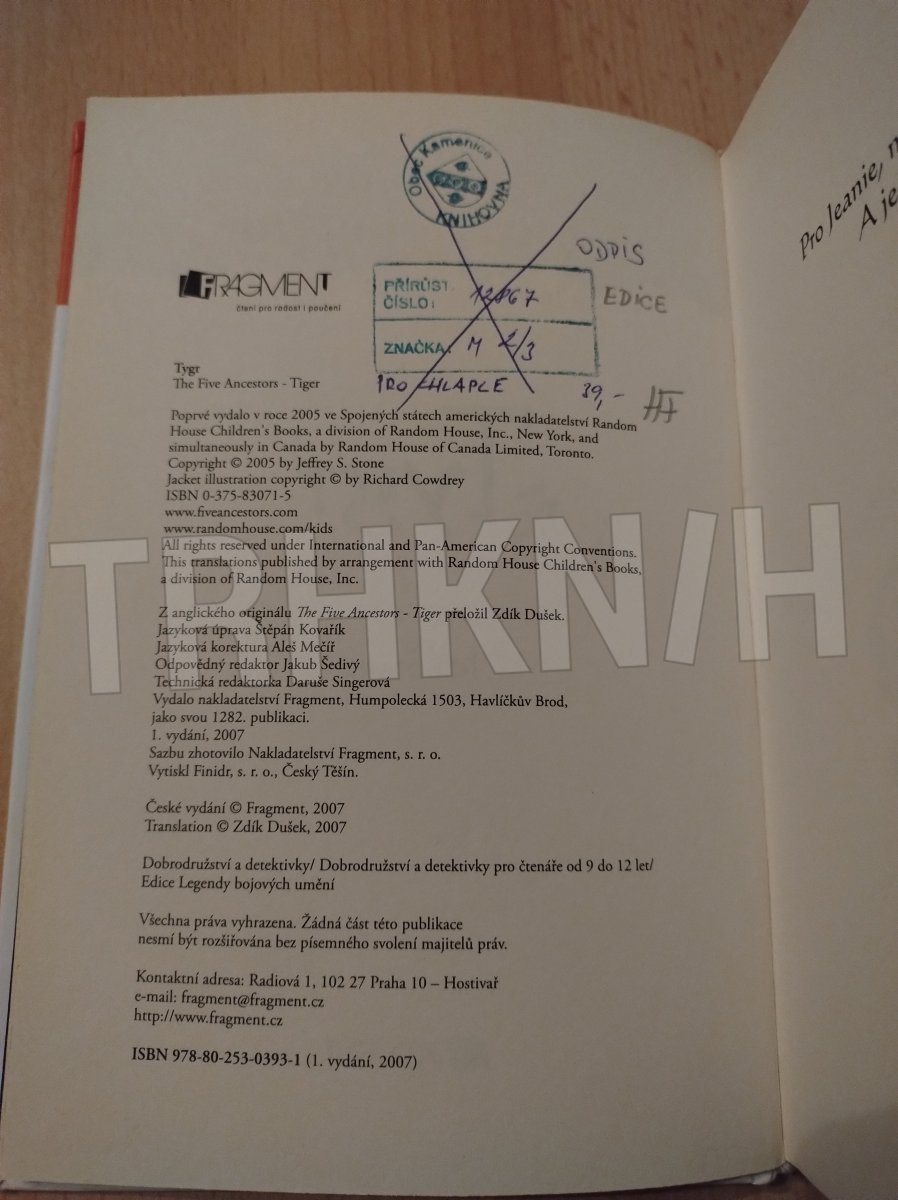 Obec Kamenice
KNIHOVNA
FRAGMENT
čtení pro radost i poučení
ODPIS
EDICE
PŘÍRŮST.
ČÍSLO:
ZNAČKA: M 2/3
PRO CHLAPCE 39,-
Tygr
The Five Ancestors - Tiger
Poprvé vydalo v roce 2005 ve Spojených státech amerických nakladatelství Random
House Children's Books, a division of Random House, Inc., New York, and
simultaneously in Canada by Random House of Canada Limited, Toronto.
Copyright © 2005 by Jeffrey S. Stone
Jacket illustration copyright © by Richard Cowdrey
ISBN 0-375-83071-5
www.fiveancestors.com
www.randomhouse.com/kids
All rights reserved under International and Pan-American Copyright Conventions.
This translations published by arrangement with Random House Children's Books,
a division of Random House, Inc.
Z anglického originálu The Five Ancestors - Tiger přeložil Zdík Dušek.
Jazyková úprava Štěpán Kovařík
Jazyková korektura Aleš Mečíř
Odpovědný redaktor Jakub Šedivý
Technická redaktorka Daruše Singerová
Vydalo nakladatelství Fragment, Humpolecká 1503, Havlíčkův Brod,
jako svou 1282. publikaci.
1. vydání, 2007
Sazbu zhotovilo Nakladatelství Fragment, s. r. o.
Vytiskl Finidr, s. r. o., Český Těšín.
České vydání © Fragment, 2007
Translation © Zdík Dušek, 2007
Dobrodružství a detektivky/ Dobrodružství a detektivky pro čtenáře od 9 do 12 let/
Edice Legendy bojových umění
Všechna práva vyhrazena. Žádná část této publikace
nesmí být rozšiřována bez písemného svolení majitelů práv.
Kontaktní adresa: Radiová 1, 102 27 Praha 10 – Hostivař
e-mail: fragment@fragment.cz
http://www.fragment.cz
ISBN 978-80-253-0393-1 (1. vydání, 2007)
Pro Jeanie,
A je
TRHKN/H